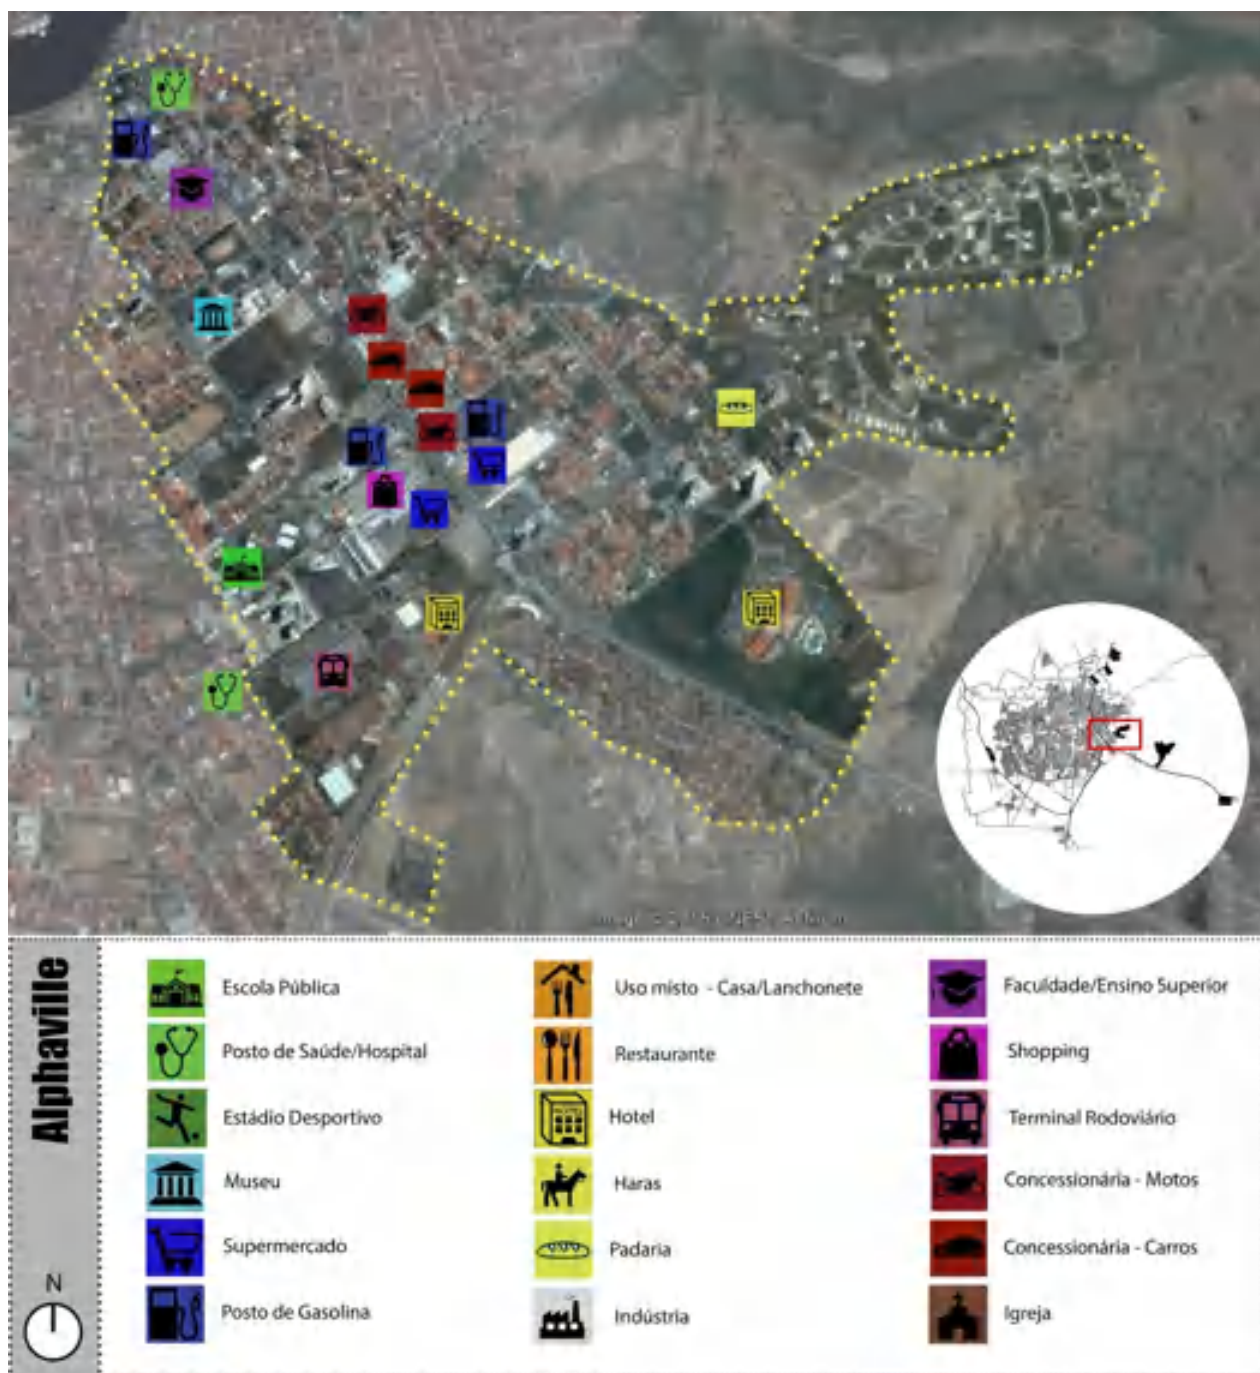 Alphaville
N
Escola Pública
Posto de Saúde/Hospital
Estádio Desportivo
Museu
Supermercado
Posto de Gasolina
Uso misto - Casa/Lanchonete
Restaurante
Hotel
Haras
Padaria
Indústria
Faculdade/Ensino Superior
Shopping
Terminal Rodoviário
Concessionária - Motos
Concessionária - Carros
Igreja